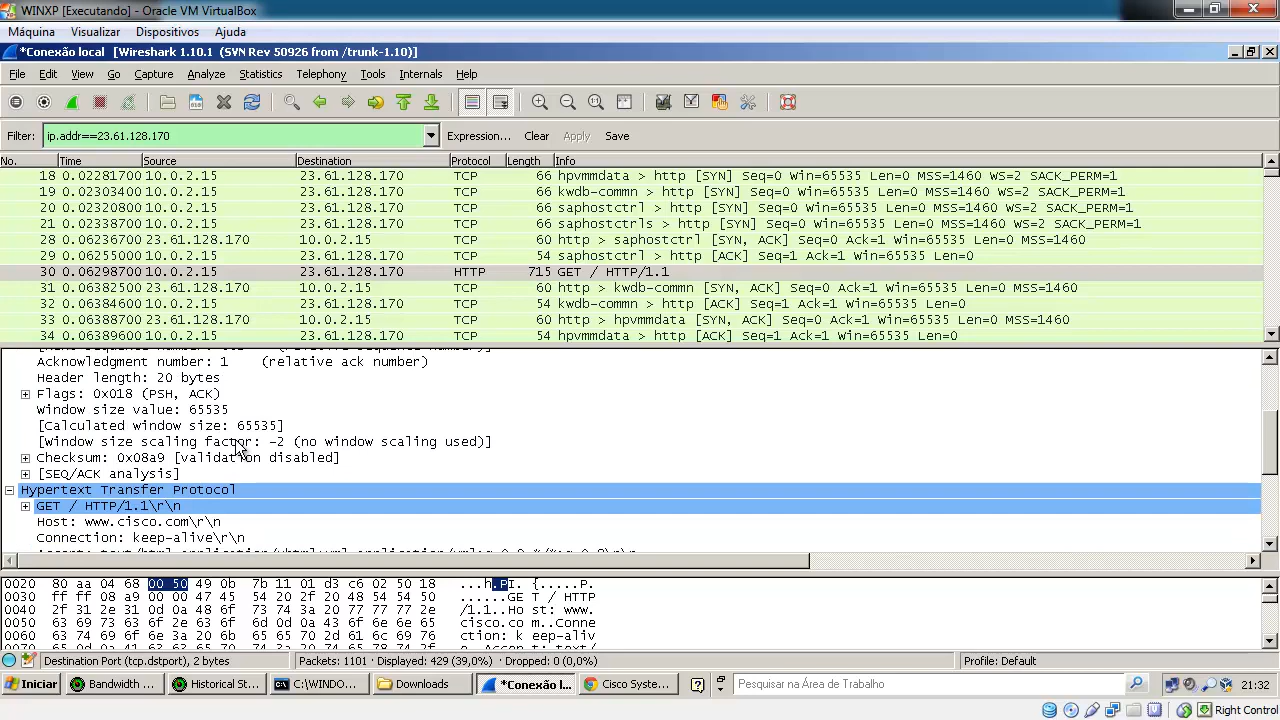 WINXP [Executando] - Oracle VM VirtualBox
Máquina Visualizar Dispositivos Ajuda
*Conexão local [Wireshark 1.10.1 (SVN Rev 50926 from /trunk-1.10)]
File Edit View Go Capture Analyze Statistics Telephony Tools Internals Help
Filter: ip.addr==23.61.128.170 Expression... Clear Apply Save
No. Time Source Destination Protocol Length Info
18 0.02281700 10.0.2.15 23.61.128.170 TCP 66 hpvmmdata > http [SYN] Seq=0 Win=65535 Len=0 MSS=1460 WS=2 SACK_PERM=1
19 0.02303400 10.0.2.15 23.61.128.170 TCP 66 kwdb-commn > http [SYN] Seq=0 Win=65535 Len=0 MSS=1460 WS=2 SACK_PERM=1
20 0.02320800 10.0.2.15 23.61.128.170 TCP 66 saphostctrl > http [SYN] Seq=0 Win=65535 Len=0 MSS=1460 WS=2 SACK_PERM=1
21 0.02338700 10.0.2.15 23.61.128.170 TCP 66 saphostctrls > http [SYN] Seq=0 Win=65535 Len=0 MSS=1460 WS=2 SACK_PERM=1
28 0.06236700 23.61.128.170 10.0.2.15 TCP 60 http > saphostctrl [SYN, ACK] Seq=0 Ack=1 Win=65535 Len=0 MSS=1460
29 0.06255000 10.0.2.15 23.61.128.170 TCP 54 saphostctrl > http [ACK] Seq=1 Ack=1 Win=65535 Len=0
30 0.06298700 10.0.2.15 23.61.128.170 HTTP 715 GET / HTTP/1.1
31 0.06382500 23.61.128.170 10.0.2.15 TCP 60 http > kwdb-commn [SYN, ACK] Seq=0 Ack=1 Win=65535 Len=0 MSS=1460
32 0.06384600 10.0.2.15 23.61.128.170 TCP 54 kwdb-commn > http [ACK] Seq=1 Ack=1 Win=65535 Len=0
33 0.06388700 23.61.128.170 10.0.2.15 TCP 60 http > hpvmmdata [SYN, ACK] Seq=0 Ack=1 Win=65535 Len=0 MSS=1460
34 0.06389600 10.0.2.15 23.61.128.170 TCP 54 hpvmmdata > http [ACK] Seq=1 Ack=1 Win=65535 Len=0
Acknowledgment number: 1 (relative ack number)
Header length: 20 bytes
Flags: 0x018 (PSH, ACK)
Window size value: 65535
[Calculated window size: 65535]
[Window size scaling factor: -2 (no window scaling used)]
Checksum: 0x08a9 [validation disabled]
[SEQ/ACK analysis]
Hypertext Transfer Protocol
GET / HTTP/1.1\r\n
Host: www.cisco.com\r\n
Connection: keep-alive\r\n
0020 80 aa 04 68 00 50 49 0b 7b 11 01 d3 c6 02 50 18 ...h.PI. {.....P.
0030 ff ff 08 a9 00 00 47 45 54 20 2f 20 48 54 54 50 ......GE T / HTTP
0040 2f 31 2e 31 0d 0a 48 6f 73 74 3a 20 77 77 77 2e /1.1..Ho st: www.
0050 63 69 73 63 6f 2e 63 6f 6d 0d 0a 43 6f 6e 6e 65 cisco.co m..Conne
0060 63 74 69 6f 6e 3a 20 6b 65 65 70 2d 61 6c 69 76 ction: k eep-aliv
Destination Port (tcp.dstport), 2 bytes Packets: 1101 · Displayed: 429 (39,0%) · Dropped: 0 (0,0%) Profile: Default
Iniciar Bandwidth ... Historical St... C:\WINDO... Downloads *Conexão l... Cisco Syste... Pesquisar na Área de Trabalho 21:32
Right Control